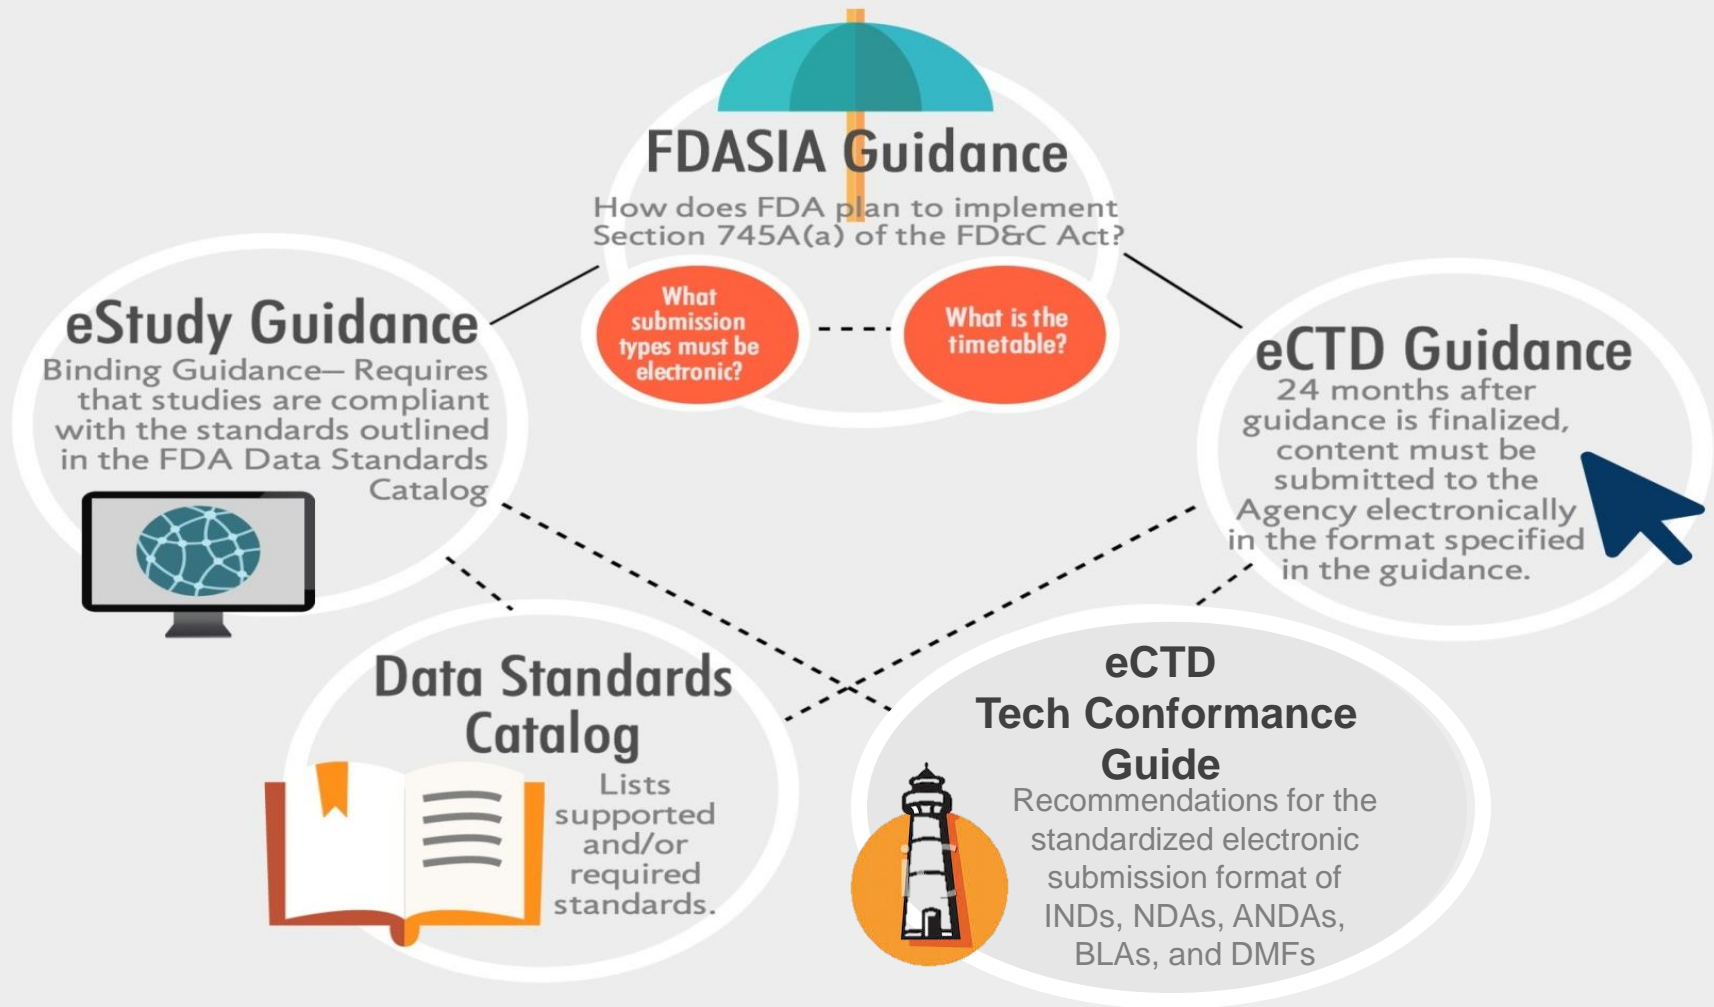 FDASIA Guidance
How does FDA plan to implement
Section 745A(a) of the FD&C Act?
What
submission
types must be
electronic?
What is the
timetable?
eStudy Guidance
Binding Guidance— Requires
that studies are compliant
with the standards outlined
in the FDA Data Standards
Catalog
eCTD Guidance
24 months after
guidance is finalized,
content must be
submitted to the
Agency electronically
in the format specified
in the guidance.
Data Standards
Catalog
Lists
supported
and/or
required
standards.
eCTD
Tech Conformance
Guide
Recommendations for the
standardized electronic
submission format of
INDs, NDAs, ANDAs,
BLAs, and DMFs